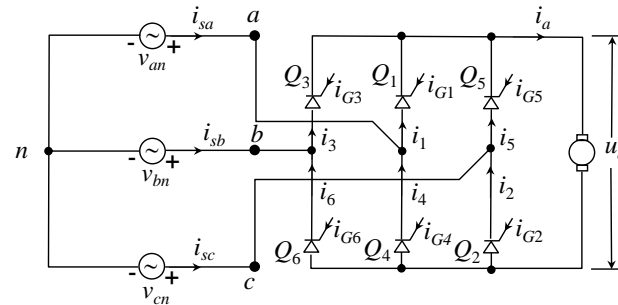 i_sa a i_a
- + v_an
Q_3 Q_1 Q_5
i_G3 i_G1 i_G5
i_sb b
n - + v_bn
i_3 i_1 i_5
i_6 i_4 i_2
i_G6 i_G4 i_G2
Q_6 Q_4 Q_2
i_sc c
- + v_cn
u